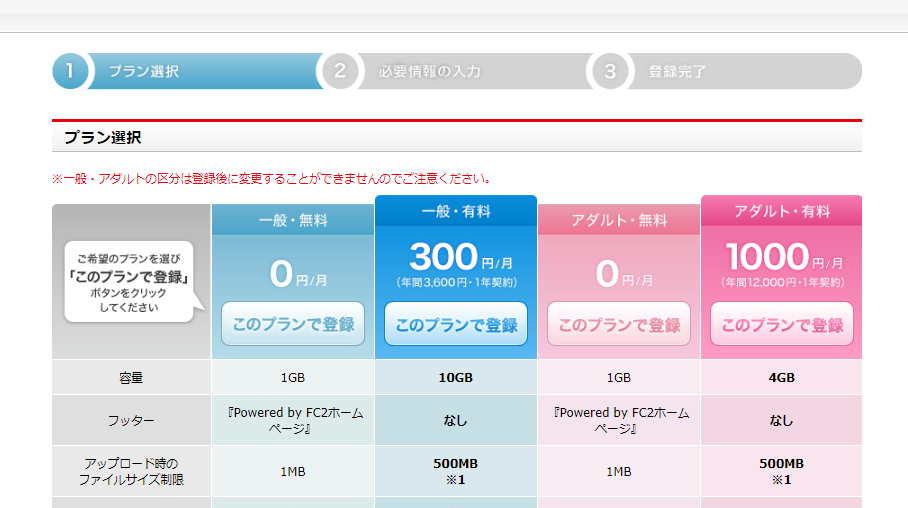 1 プラン選択 2 必要情報の入力 3 登録完了
プラン選択
※一般・アダルトの区分は登録後に変更することができませんのでご注意ください。
ご希望のプランを選び
「このプランで登録」
ボタンをクリック
してください
一般・無料
0円/月
このプランで登録
一般・有料
300円/月
(年間3,600円・1年契約)
このプランで登録
アダルト・無料
0円/月
このプランで登録
アダルト・有料
1000円/月
(年間12,000円・1年契約)
このプランで登録
容量 1GB 10GB 1GB 4GB
フッター
『Powered by FC2ホーム
ページ』
なし
『Powered by FC2ホーム
ページ』
なし
アップロード時の
ファイルサイズ制限
1MB
500MB
※1
1MB
500MB
※1